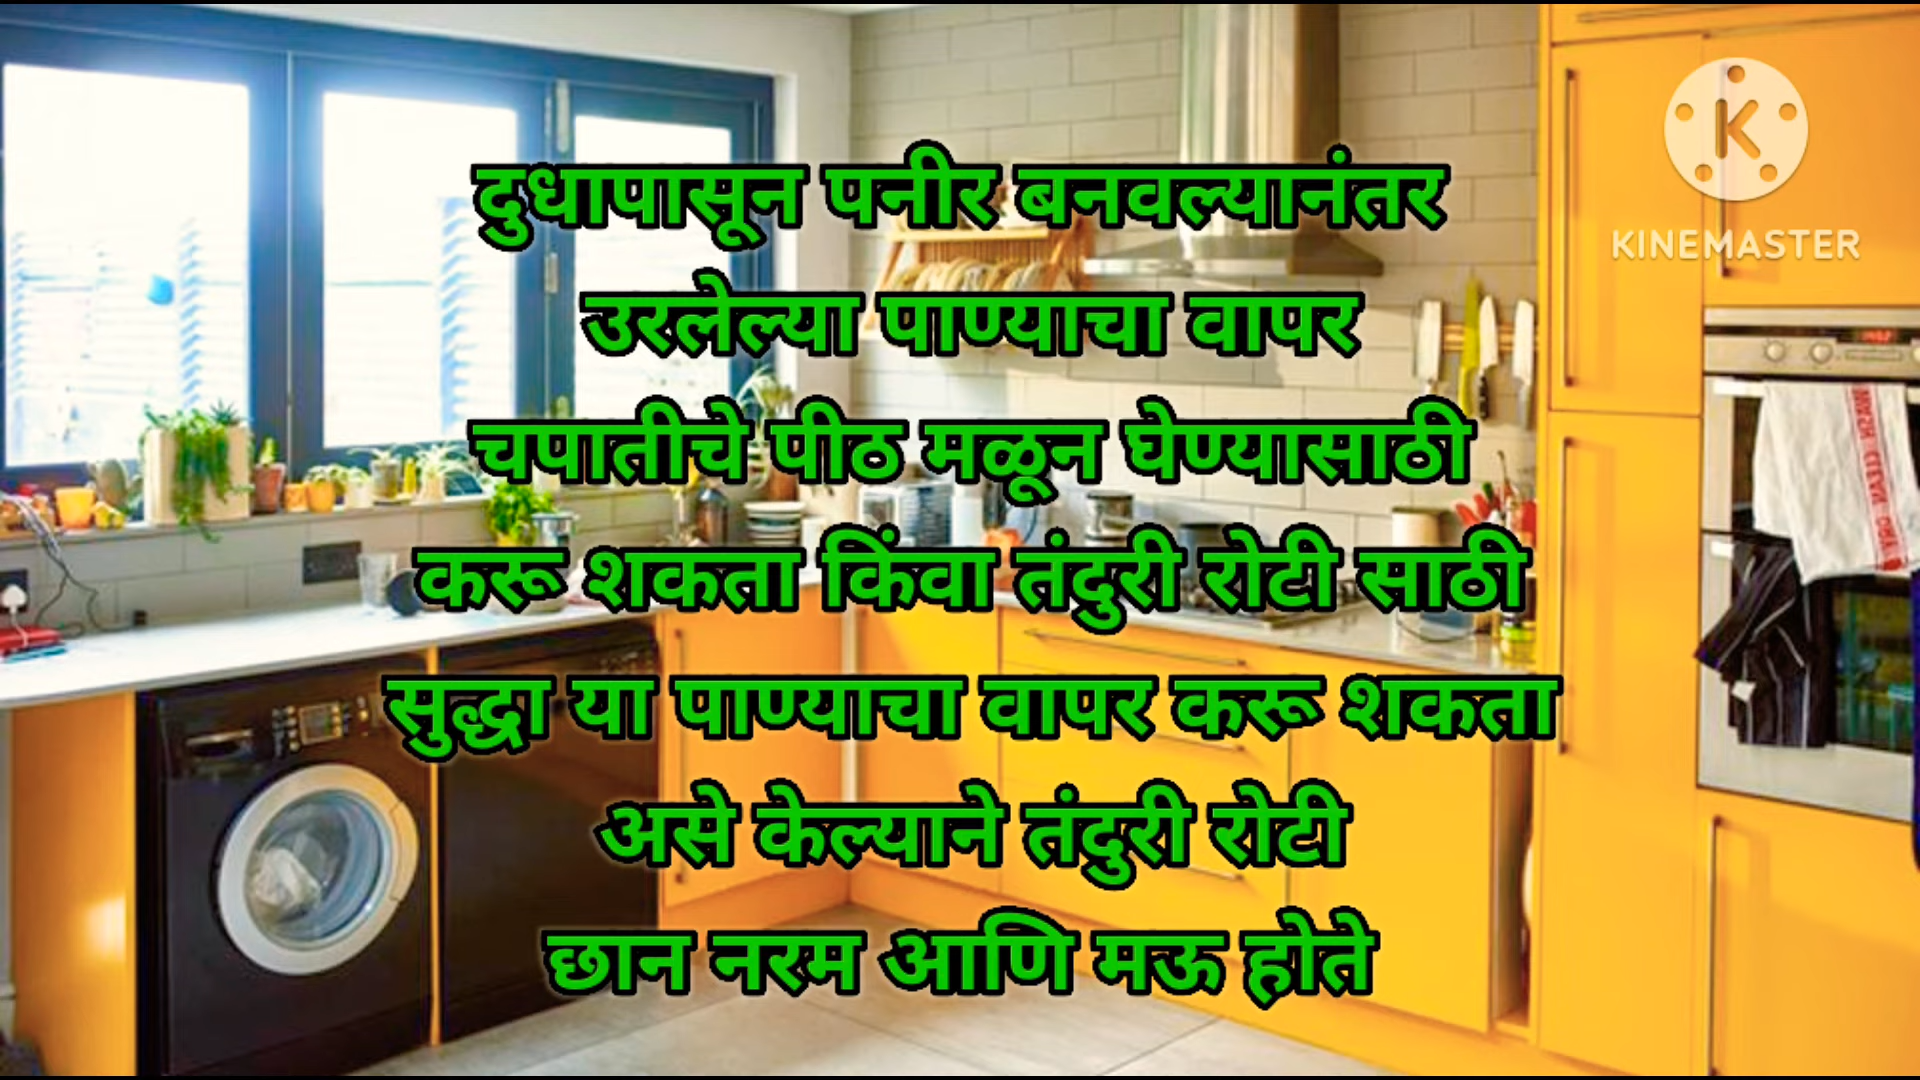 दुधापासून पनीर बनवल्यानंतर
उरलेल्या पाण्याचा वापर
चपातीचे पीठ मळून घेण्यासाठी
करू शकता किंवा तंदुरी रोटी साठी
सुद्धा या पाण्याचा वापर करू शकता
असे केल्याने तंदुरी रोटी
छान नरम आणि मऊ होते
K
KINEMASTER